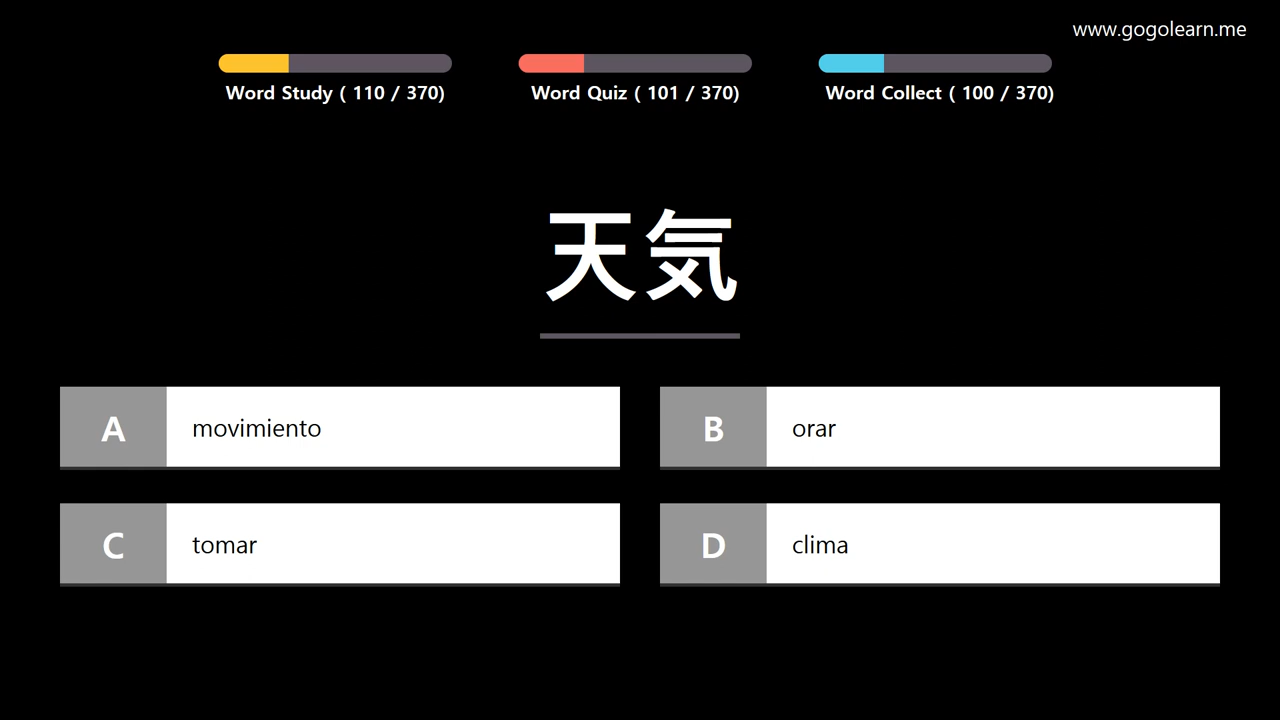 www.gogolearn.me
Word Study ( 110 / 370)
Word Quiz ( 101 / 370)
Word Collect ( 100 / 370)
天気
A movimiento
B orar
C tomar
D clima